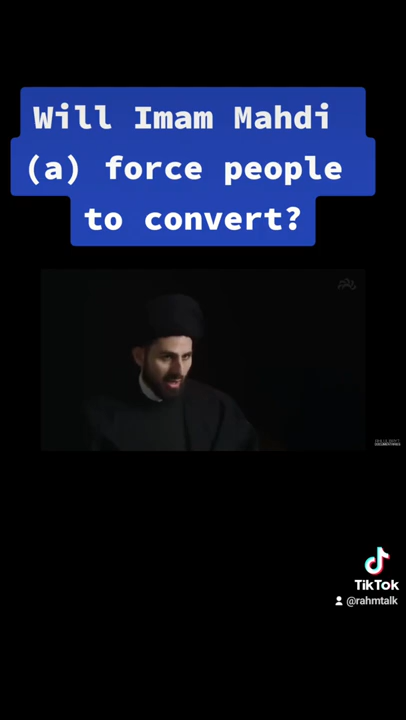 Will Imam Mahdi
(a) force people
to convert?
TikTok
@rahmtalk